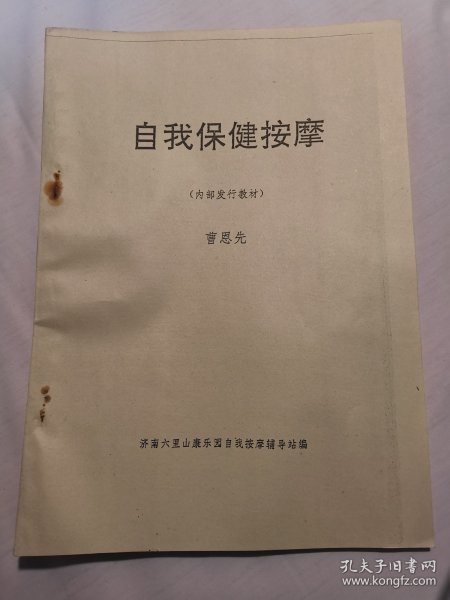 自我保健按摩
（内部发行教材）
曹恩先
济南六里山康乐园自我按摩辅导站编
孔夫子旧书网
www.kongfz.com